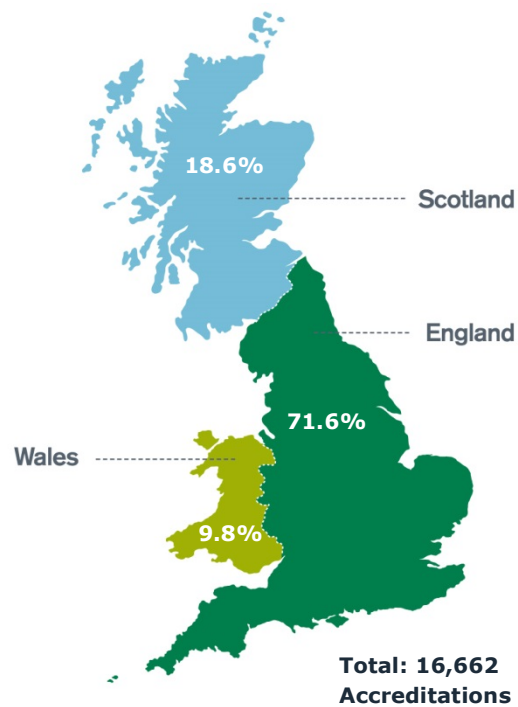 18.6%
Scotland
England
71.6%
Wales
9.8%
Total: 16,662
Accreditations